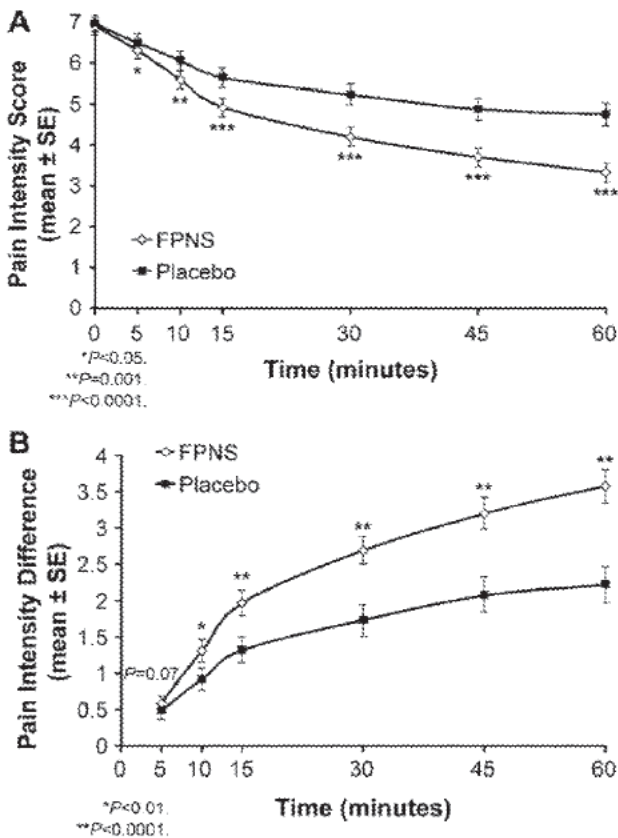 A
Pain Intensity Score
(mean ± SE)
7
6
5
4
3
2
1
0
*
**
***
***
***
***
FPNS
Placebo
0 5 10 15 30 45 60
Time (minutes)
*P<0.05.
**P=0.001.
***P<0.0001.
B
Pain Intensity Difference
(mean ± SE)
4
3.5
3
2.5
2
1.5
1
0.5
0
FPNS
Placebo
P=0.07
*
**
**
**
**
0 5 10 15 30 45 60
Time (minutes)
*P<0.01.
**P<0.0001.